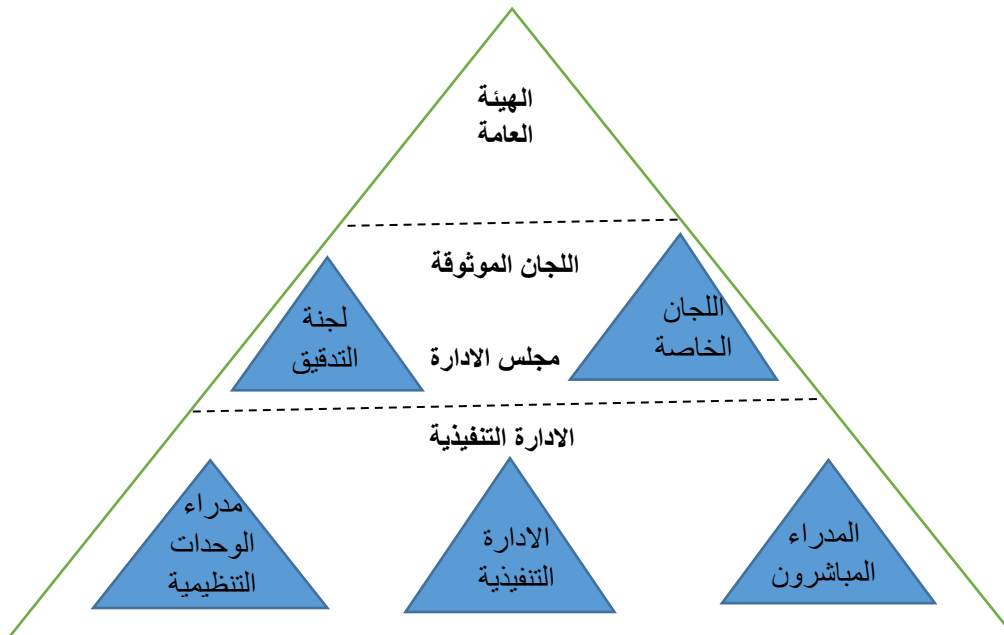 الهيئة
العامة
اللجان الموثوقة
اللجان
الخاصة
لجنة
التدقيق
مجلس الادارة
الادارة التنفيذية
المدراء
المباشرون
الادارة
التنفيذية
مدراء
الوحدات
التنظيمية